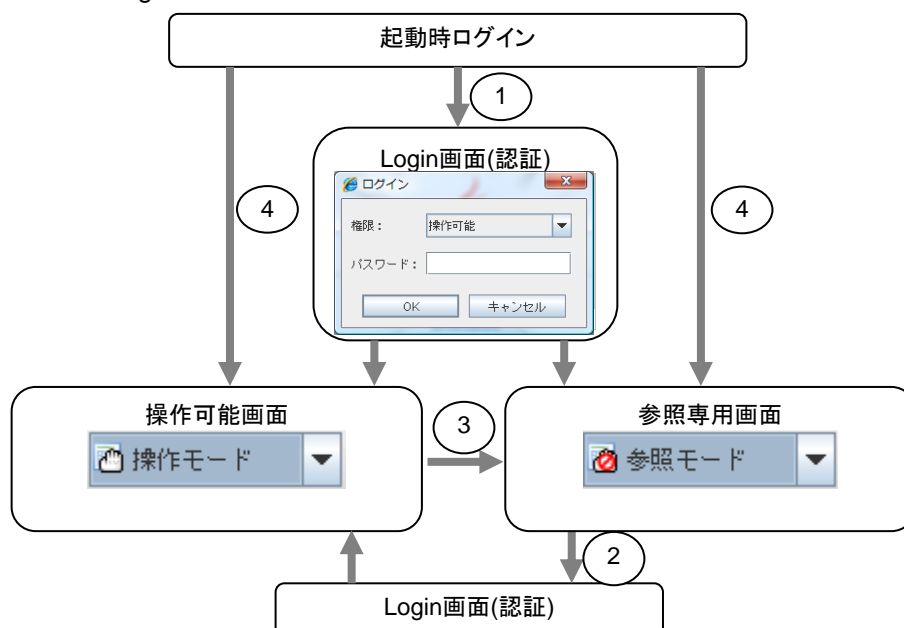 起動時ログイン
1
Login画面(認証)
ログイン
4
4
権限：
操作可能
パスワード：
OK
キャンセル
操作可能画面
3
参照専用画面
操作モード
参照モード
2
Login画面(認証)